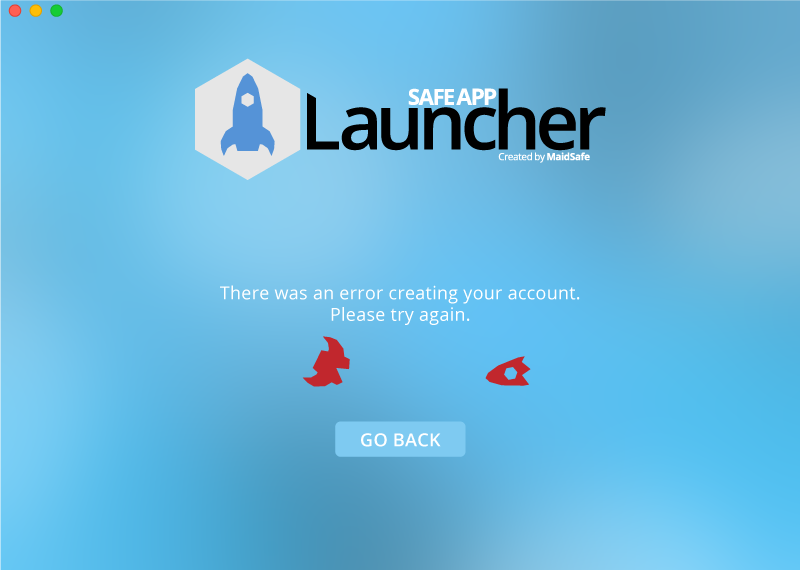 SAFE APP
Launcher
Created by MaidSafe
There was an error creating your account.
Please try again.
GO BACK